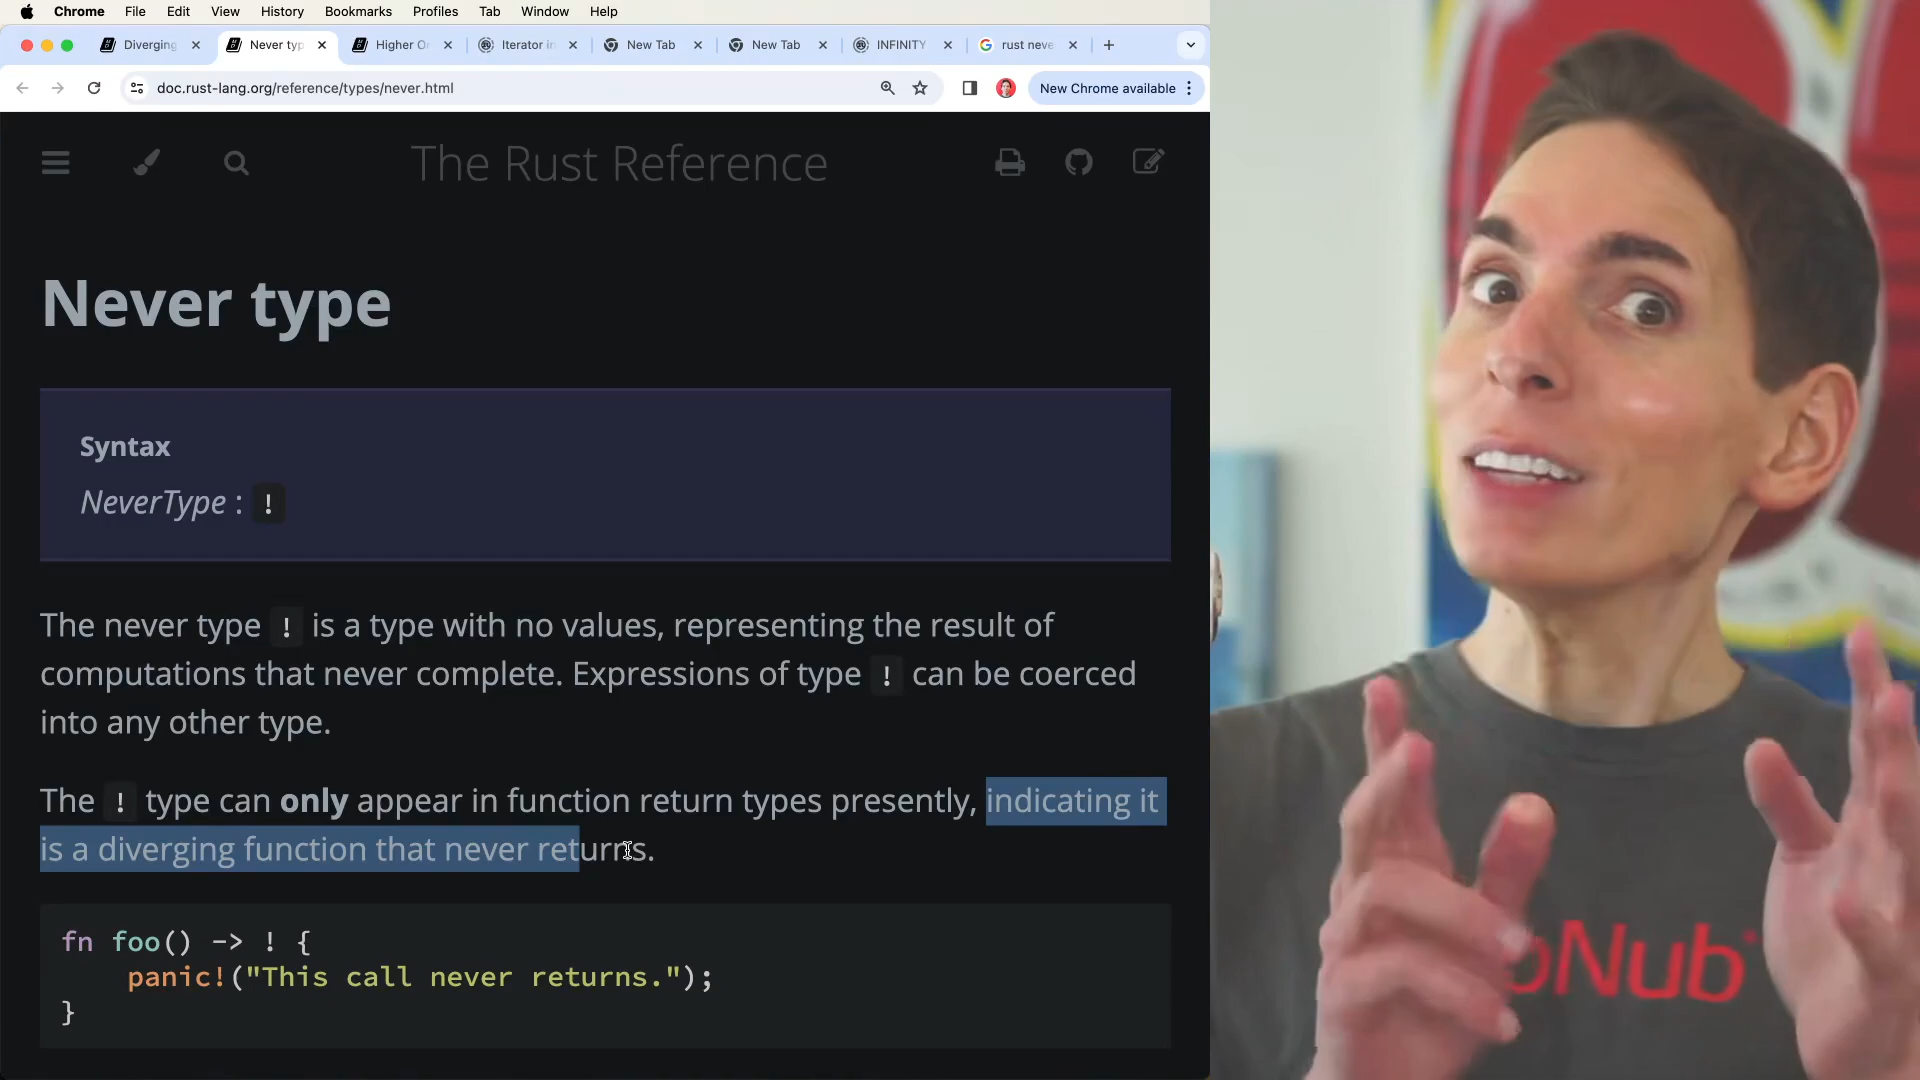 Chrome File Edit View History Bookmarks Profiles Tab Window Help
Diverging Never typ Higher Or Iterator in New Tab New Tab INFINITY rust neve
doc.rust-lang.org/reference/types/never.html New Chrome available
The Rust Reference
Never type
Syntax
NeverType : !
The never type ! is a type with no values, representing the result of
computations that never complete. Expressions of type ! can be coerced
into any other type.
The ! type can only appear in function return types presently, indicating it
is a diverging function that never returns.
fn foo() -> ! {
panic!("This call never returns.");
}
oNub